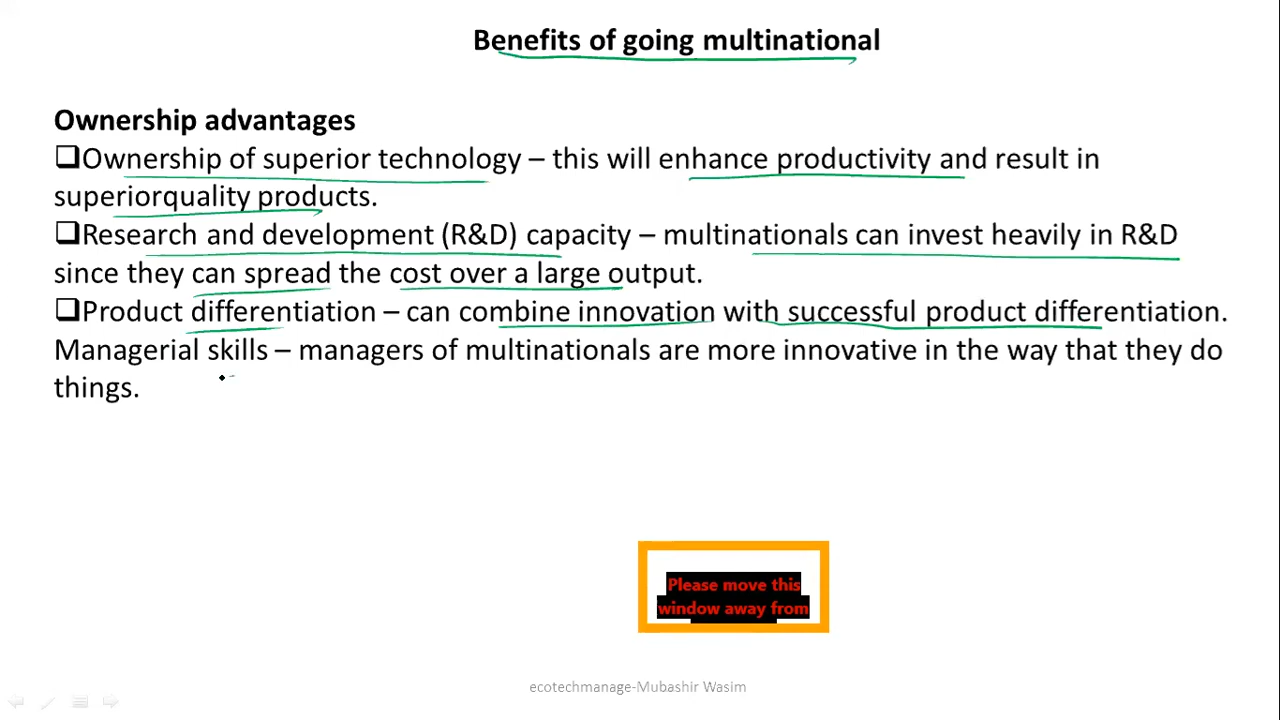 Benefits of going multinational
Ownership advantages
❑Ownership of superior technology – this will enhance productivity and result in
superiorquality products.
❑Research and development (R&D) capacity – multinationals can invest heavily in R&D
since they can spread the cost over a large output.
❑Product differentiation – can combine innovation with successful product differentiation.
Managerial skills – managers of multinationals are more innovative in the way that they do
things.
Please move this
window away from
ecotechmanage-Mubashir Wasim